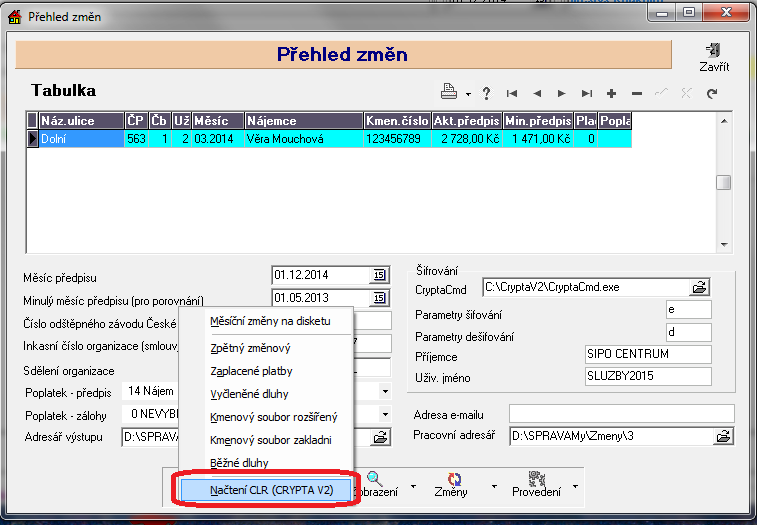 Přehled změn
Přehled změn
Zavřít
Tabulka
Náz.ulice ČP Čb Už Měsíc Nájemce Kmen.číslo Akt.předpis Min.předpis Pla Popla
Dolní 563 1 2 03.2014 Věra Mouchová 123456789 2 728,00 Kč 1 471,00 Kč 0
Měsíc předpisu 01.12.2014 15
Minulý měsíc předpisu (pro porovnání) 01.05.2013 15
Číslo odštěpného závodu České
Inkasní číslo organizace (smlouv 7
Sdělení organizace
Poplatek - předpis 14 Nájem
Poplatek - zálohy 0 NEVYB
Adresář výstupu D:\SPRAVA
Šifrování
CryptaCmd C:\CryptaV2\CryptaCmd.exe
Parametry šifování e
Parametry dešifování d
Příjemce SIPO CENTRUM
Uživ. jméno SLUZBY2015
Adresa e-mailu
Pracovní adresář D:\SPRAVAMy\Zmeny\3
Měsíční změny na disketu
Zpětný změnový
Zaplacené platby
Vyčleněné dluhy
Kmenový soubor rozšířený
Kmenový soubor zakladni
Běžné dluhy
Načtení CLR (CRYPTA V2)
obrazení Změny Provedení